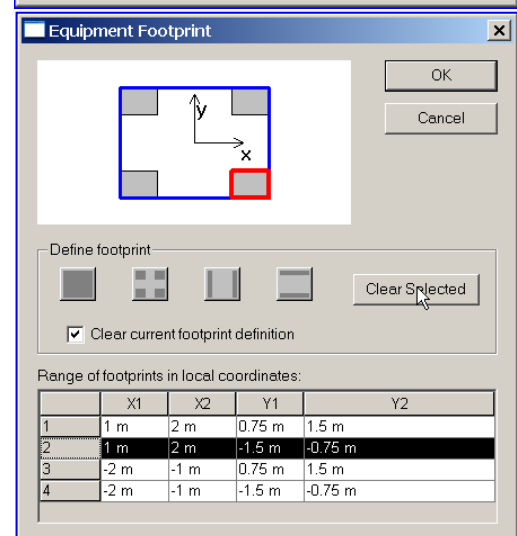 Equipment Footprint
OK
y
x
Cancel
Define footprint
Clear Selected
Clear current footprint definition
Range of footprints in local coordinates:
X1 X2 Y1 Y2
1 1 m 2 m 0.75 m 1.5 m
2 1 m 2 m -1.5 m -0.75 m
3 -2 m -1 m 0.75 m 1.5 m
4 -2 m -1 m -1.5 m -0.75 m